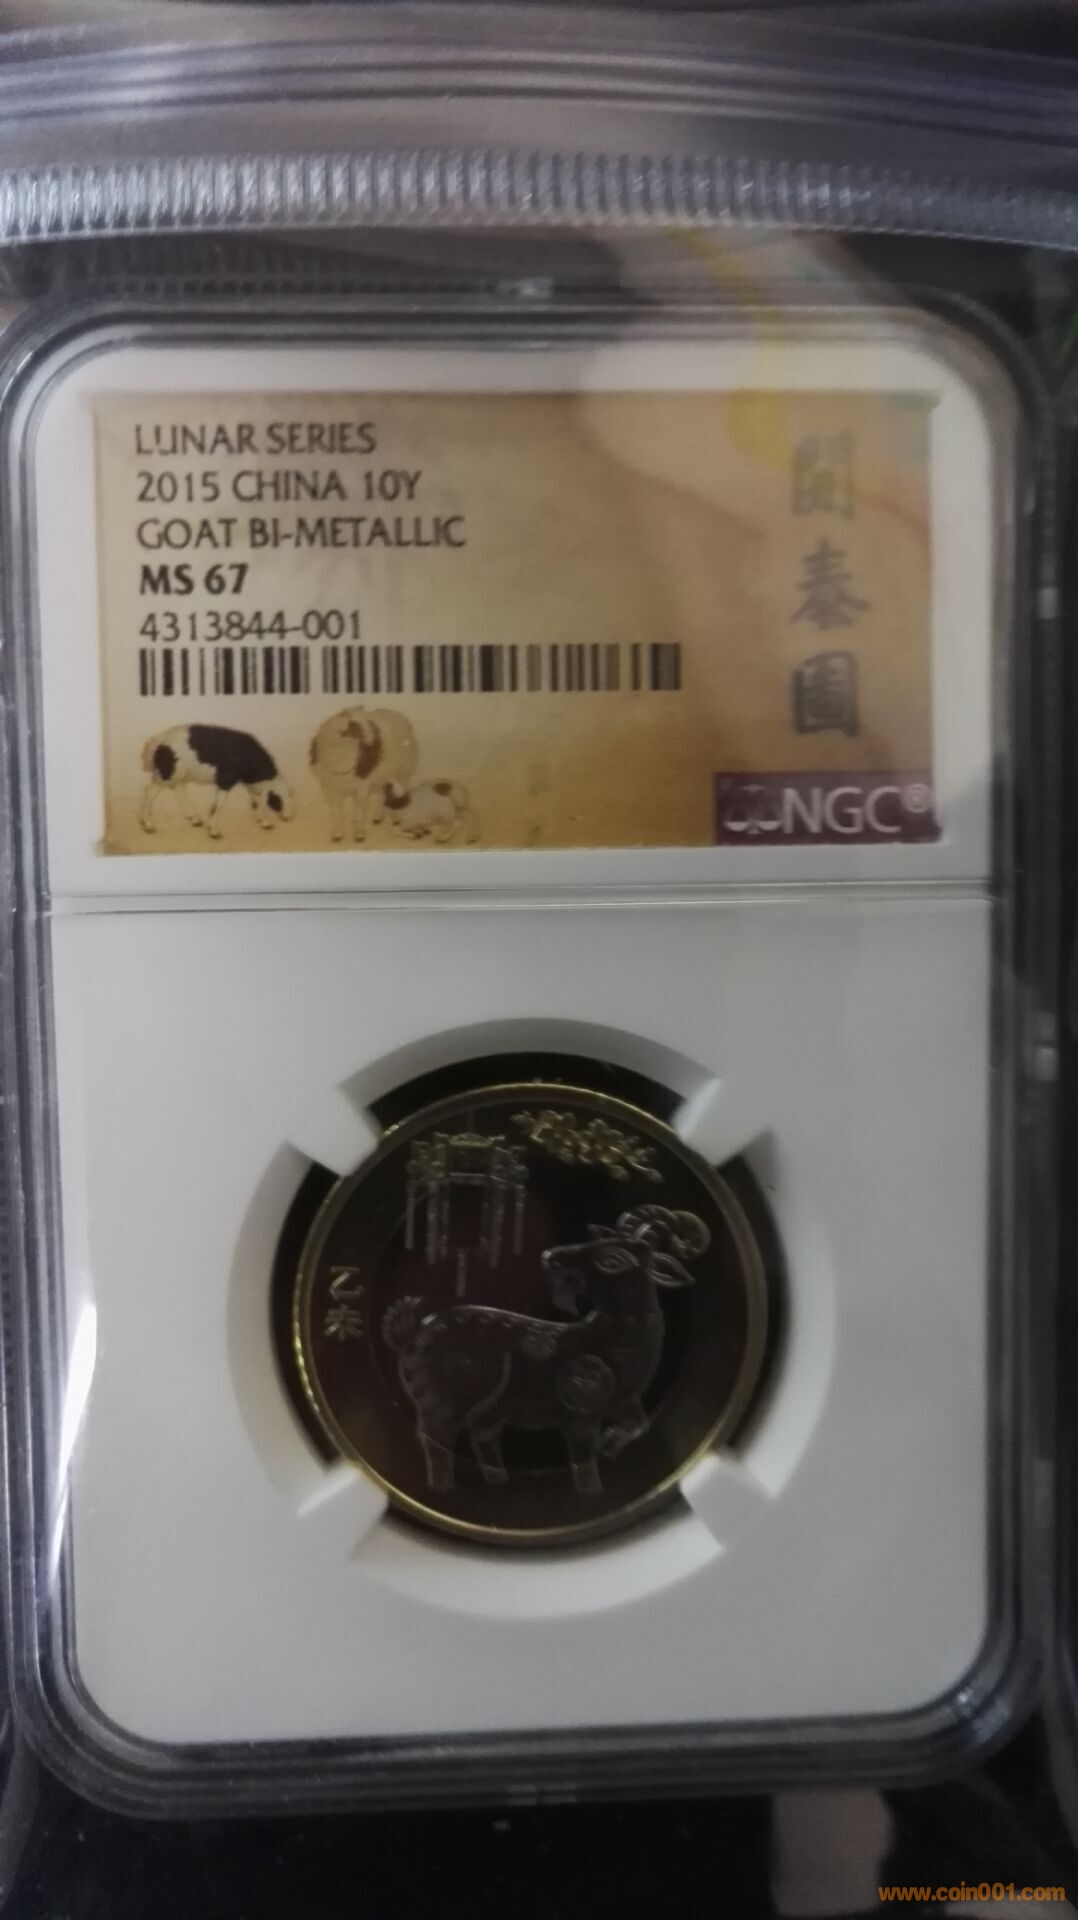 LUNAR SERIES
2015 CHINA 10Y
GOAT BI-METALLIC
MS 67
4313844-001
開泰圖
NGC®
乙未
www.coin001.com